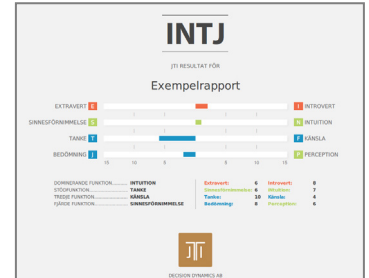 INTJ
JTI RESULTAT FÖR
Exempelrapport
EXTRAVERT E I INTROVERT
SINNESFÖRNIMMELSE S N INTUITION
TANKE T F KÄNSLA
BEDÖMNING J P PERCEPTION
15 10 5 5 10 15
DOMINERANDE FUNKTION............ INTUITION Extravert: 6 Introvert: 8
STÖDFUNKTION............ TANKE Sinnesförnimmelse: 6 Intuition: 7
TREDJE FUNKTION............ KÄNSLA Tanke: 10 Känsla: 4
FJÄRDE FUNKTION............ SINNESFÖRNIMMELSE Bedömning: 8 Perception: 6
JTI
DECISION DYNAMICS AB